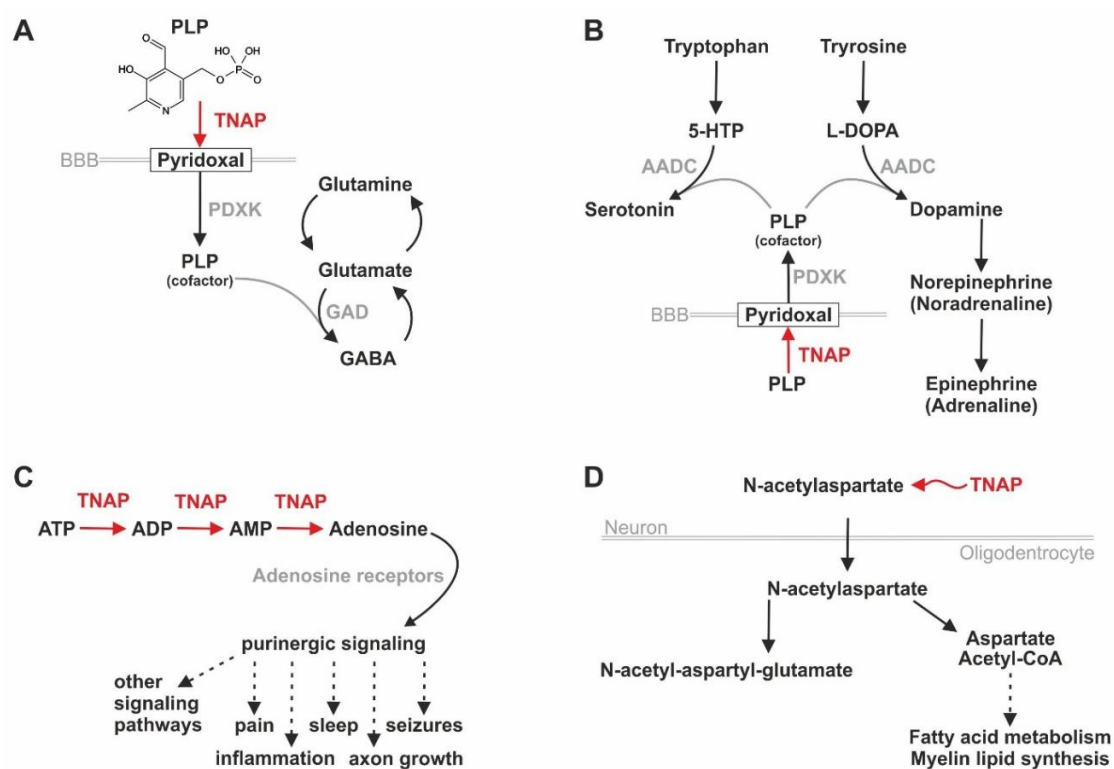 A
PLP
O
HO
OH
HO
P
O
O
N
TNAP
BBB
Pyridoxal
PDXK
PLP
(cofactor)
Glutamine
Glutamate
GAD
GABA
B
Tryptophan
Tryrosine
5-HTP
L-DOPA
AADC
AADC
Serotonin
PLP
(cofactor)
Dopamine
PDXK
Norepinephrine
(Noradrenaline)
BBB
Pyridoxal
TNAP
PLP
Epinephrine
(Adrenaline)
C
TNAP TNAP TNAP
ATP ADP AMP Adenosine
Adenosine receptors
purinergic signaling
other
signaling
pathways
pain sleep seizures
inflammation axon growth
D
N-acetylaspartate TNAP
Neuron
Oligodentrocyte
N-acetylaspartate
Aspartate
Acetyl-CoA
N-acetyl-aspartyl-glutamate
Fatty acid metabolism
Myelin lipid synthesis